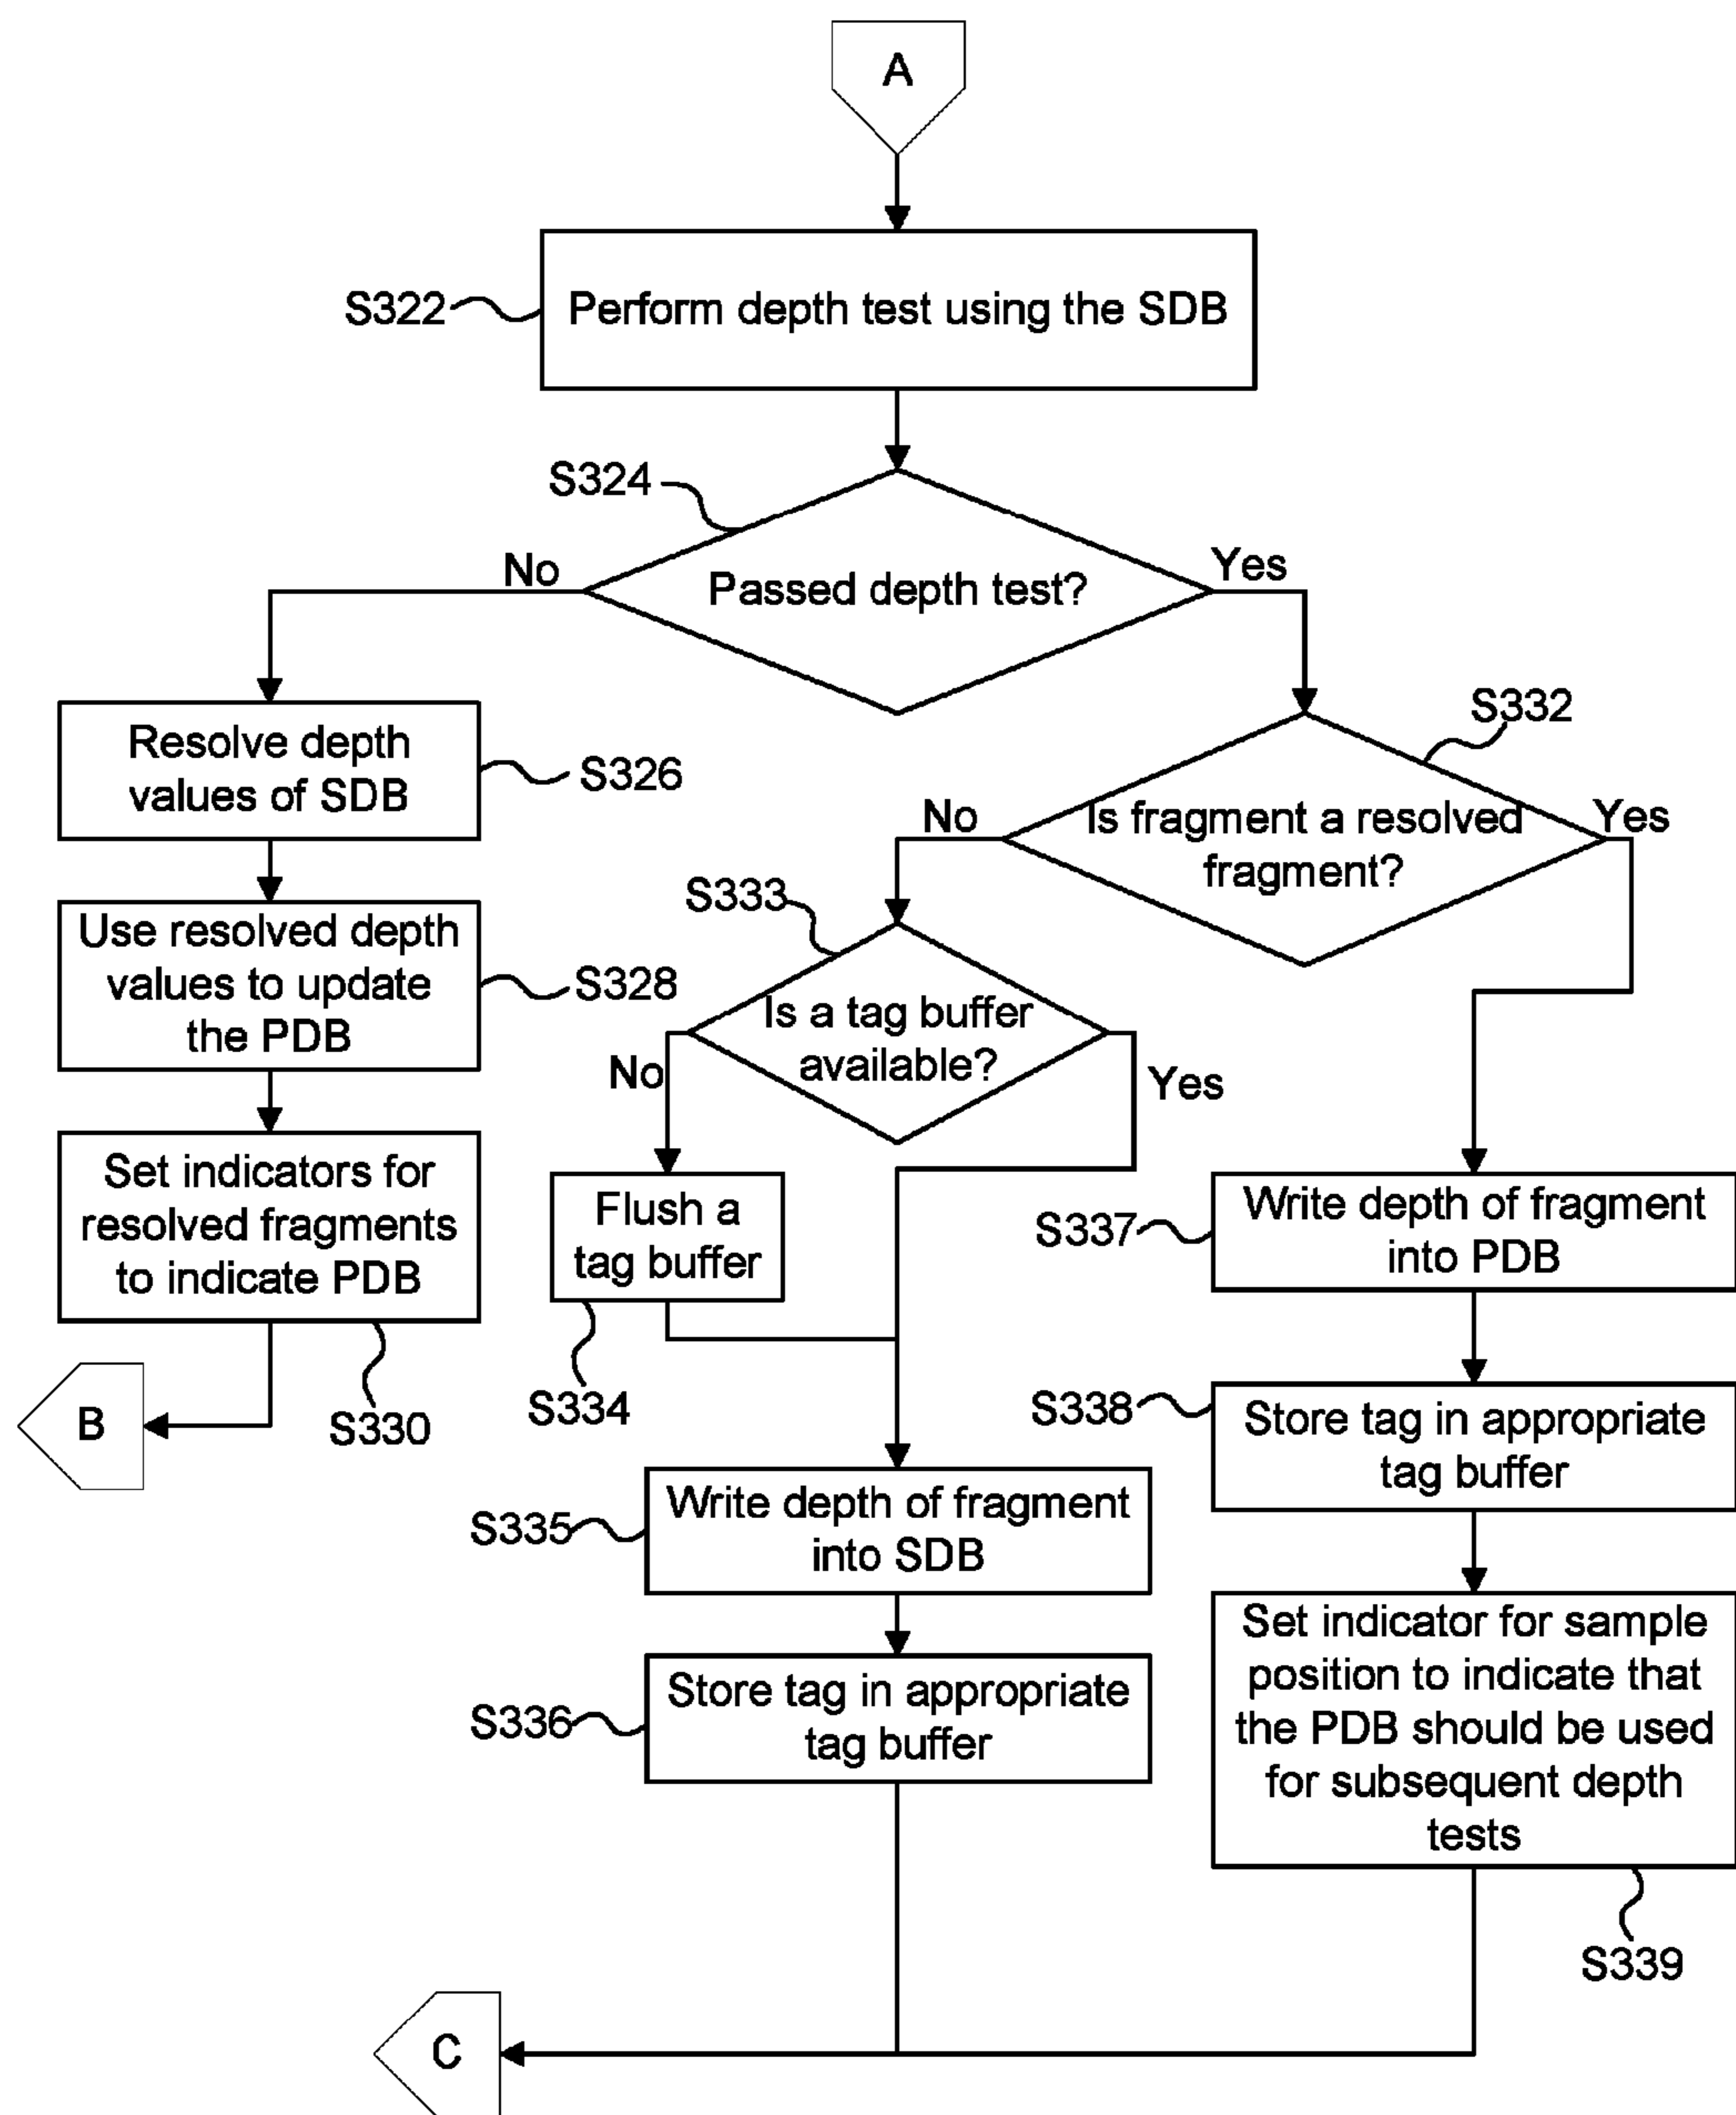 A
S322
Perform depth test using the SDB
S324
No
Passed depth test?
Yes
Resolve depth
values of SDB
S326
Use resolved depth
values to update
the PDB
S328
Set indicators for
resolved fragments
to indicate PDB
S330
B
S332
No
Is fragment a resolved
fragment?
Yes
S333
Is a tag buffer
available?
No
Yes
Flush a
tag buffer
S334
S335
Write depth of fragment
into SDB
S336
Store tag in appropriate
tag buffer
S337
Write depth of fragment
into PDB
S338
Store tag in appropriate
tag buffer
Set indicator for sample
position to indicate that
the PDB should be used
for subsequent depth
tests
S339
C